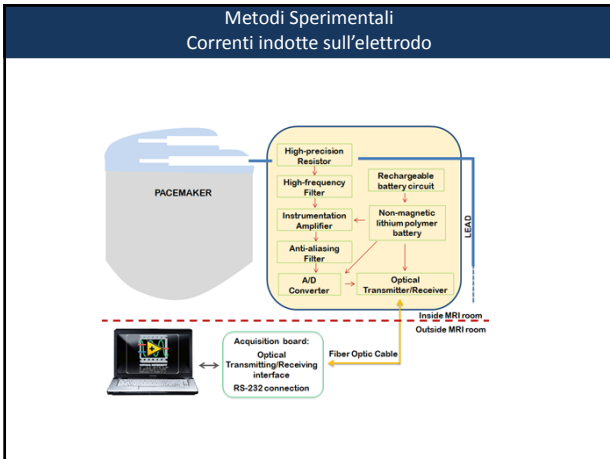 Metodi Sperimentali
Correnti indotte sull'elettrodo
PACEMAKER
High-precision
Resistor
High-frequency
Filter
Instrumentation
Amplifier
Anti-aliasing
Filter
A/D
Converter
Rechargeable
battery circuit
Non-magnetic
lithium polymer
battery
Optical
Transmitter/Receiver
LEAD
Inside MRI room
Outside MRI room
Acquisition board:
Optical
Transmitting/Receiving
interface
RS-232 connection
Fiber Optic Cable